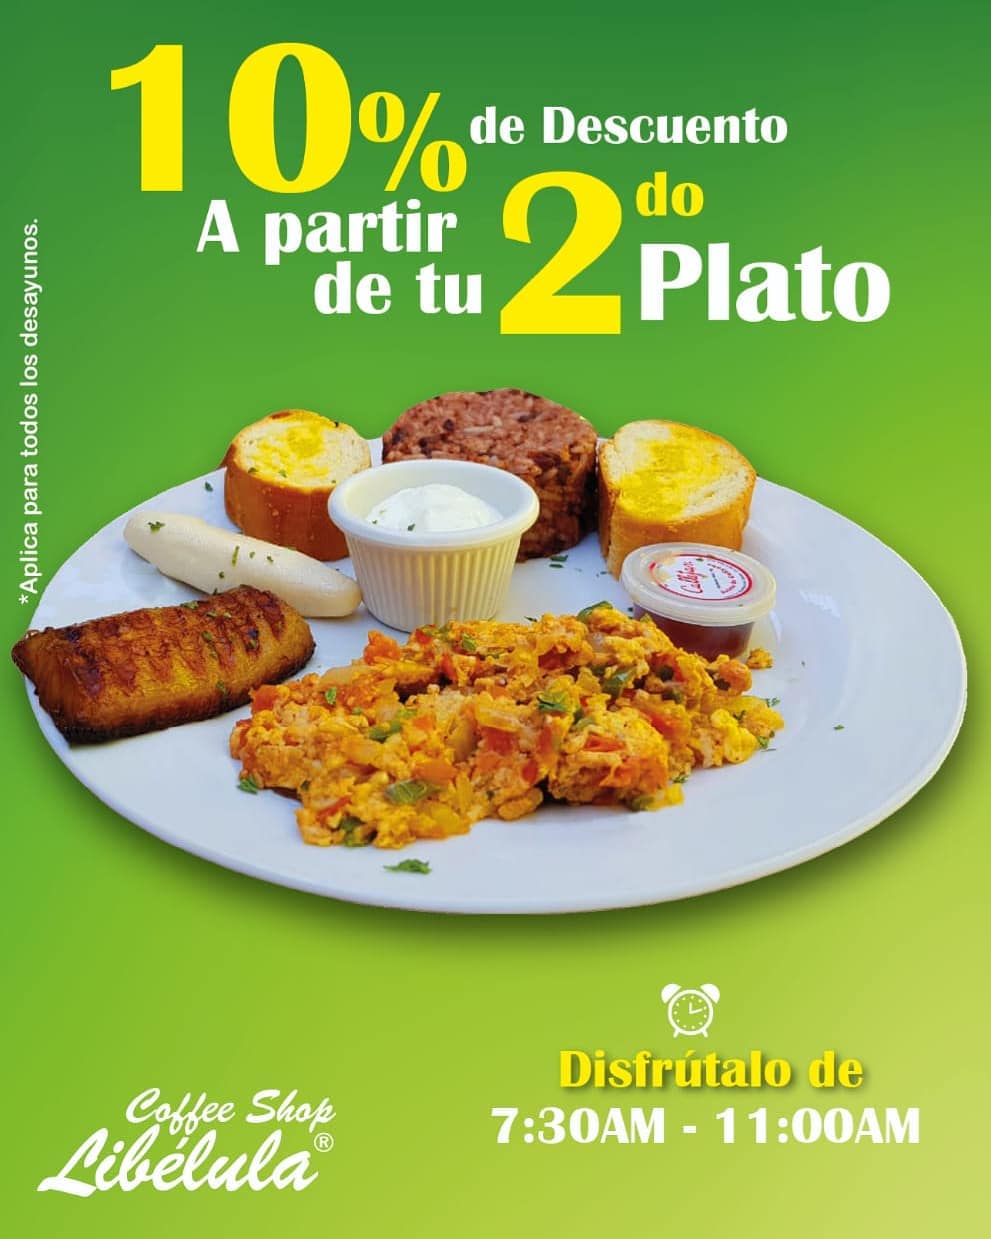 10% de Descuento
A partir
de tu 2do Plato
*Aplica para todos los desayunos.
Callejas
Disfrútalo de
7:30AM - 11:00AM
Coffee Shop
Libélula®